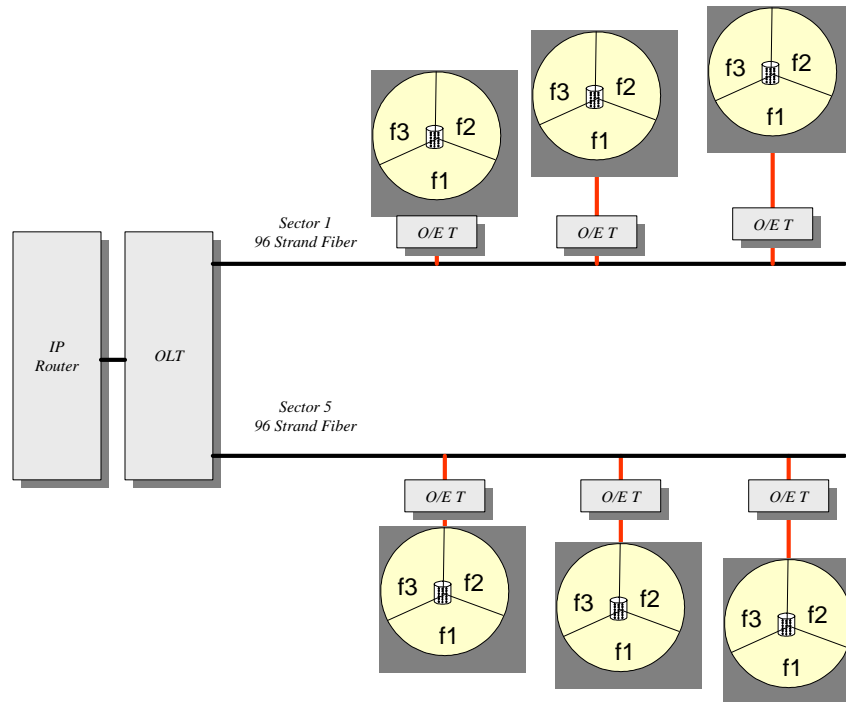 f3
f2
f1
f3
f2
f1
f3
f2
f1
Sector 1
96 Strand Fiber
O/E T
O/E T
O/E T
IP
Router
OLT
Sector 5
96 Strand Fiber
O/E T
O/E T
O/E T
f3
f2
f1
f3
f2
f1
f3
f2
f1